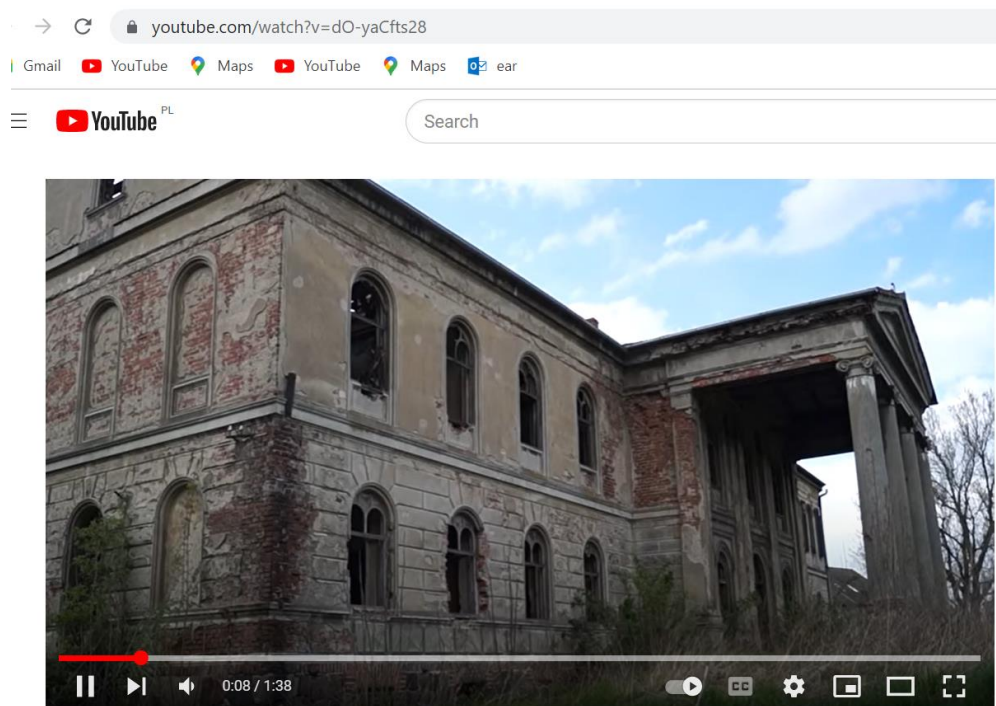 youtube.com/watch?v=dO-yaCfts28
Gmail YouTube Maps YouTube Maps ear
YouTube PL
Search
0:08 / 1:38
CC